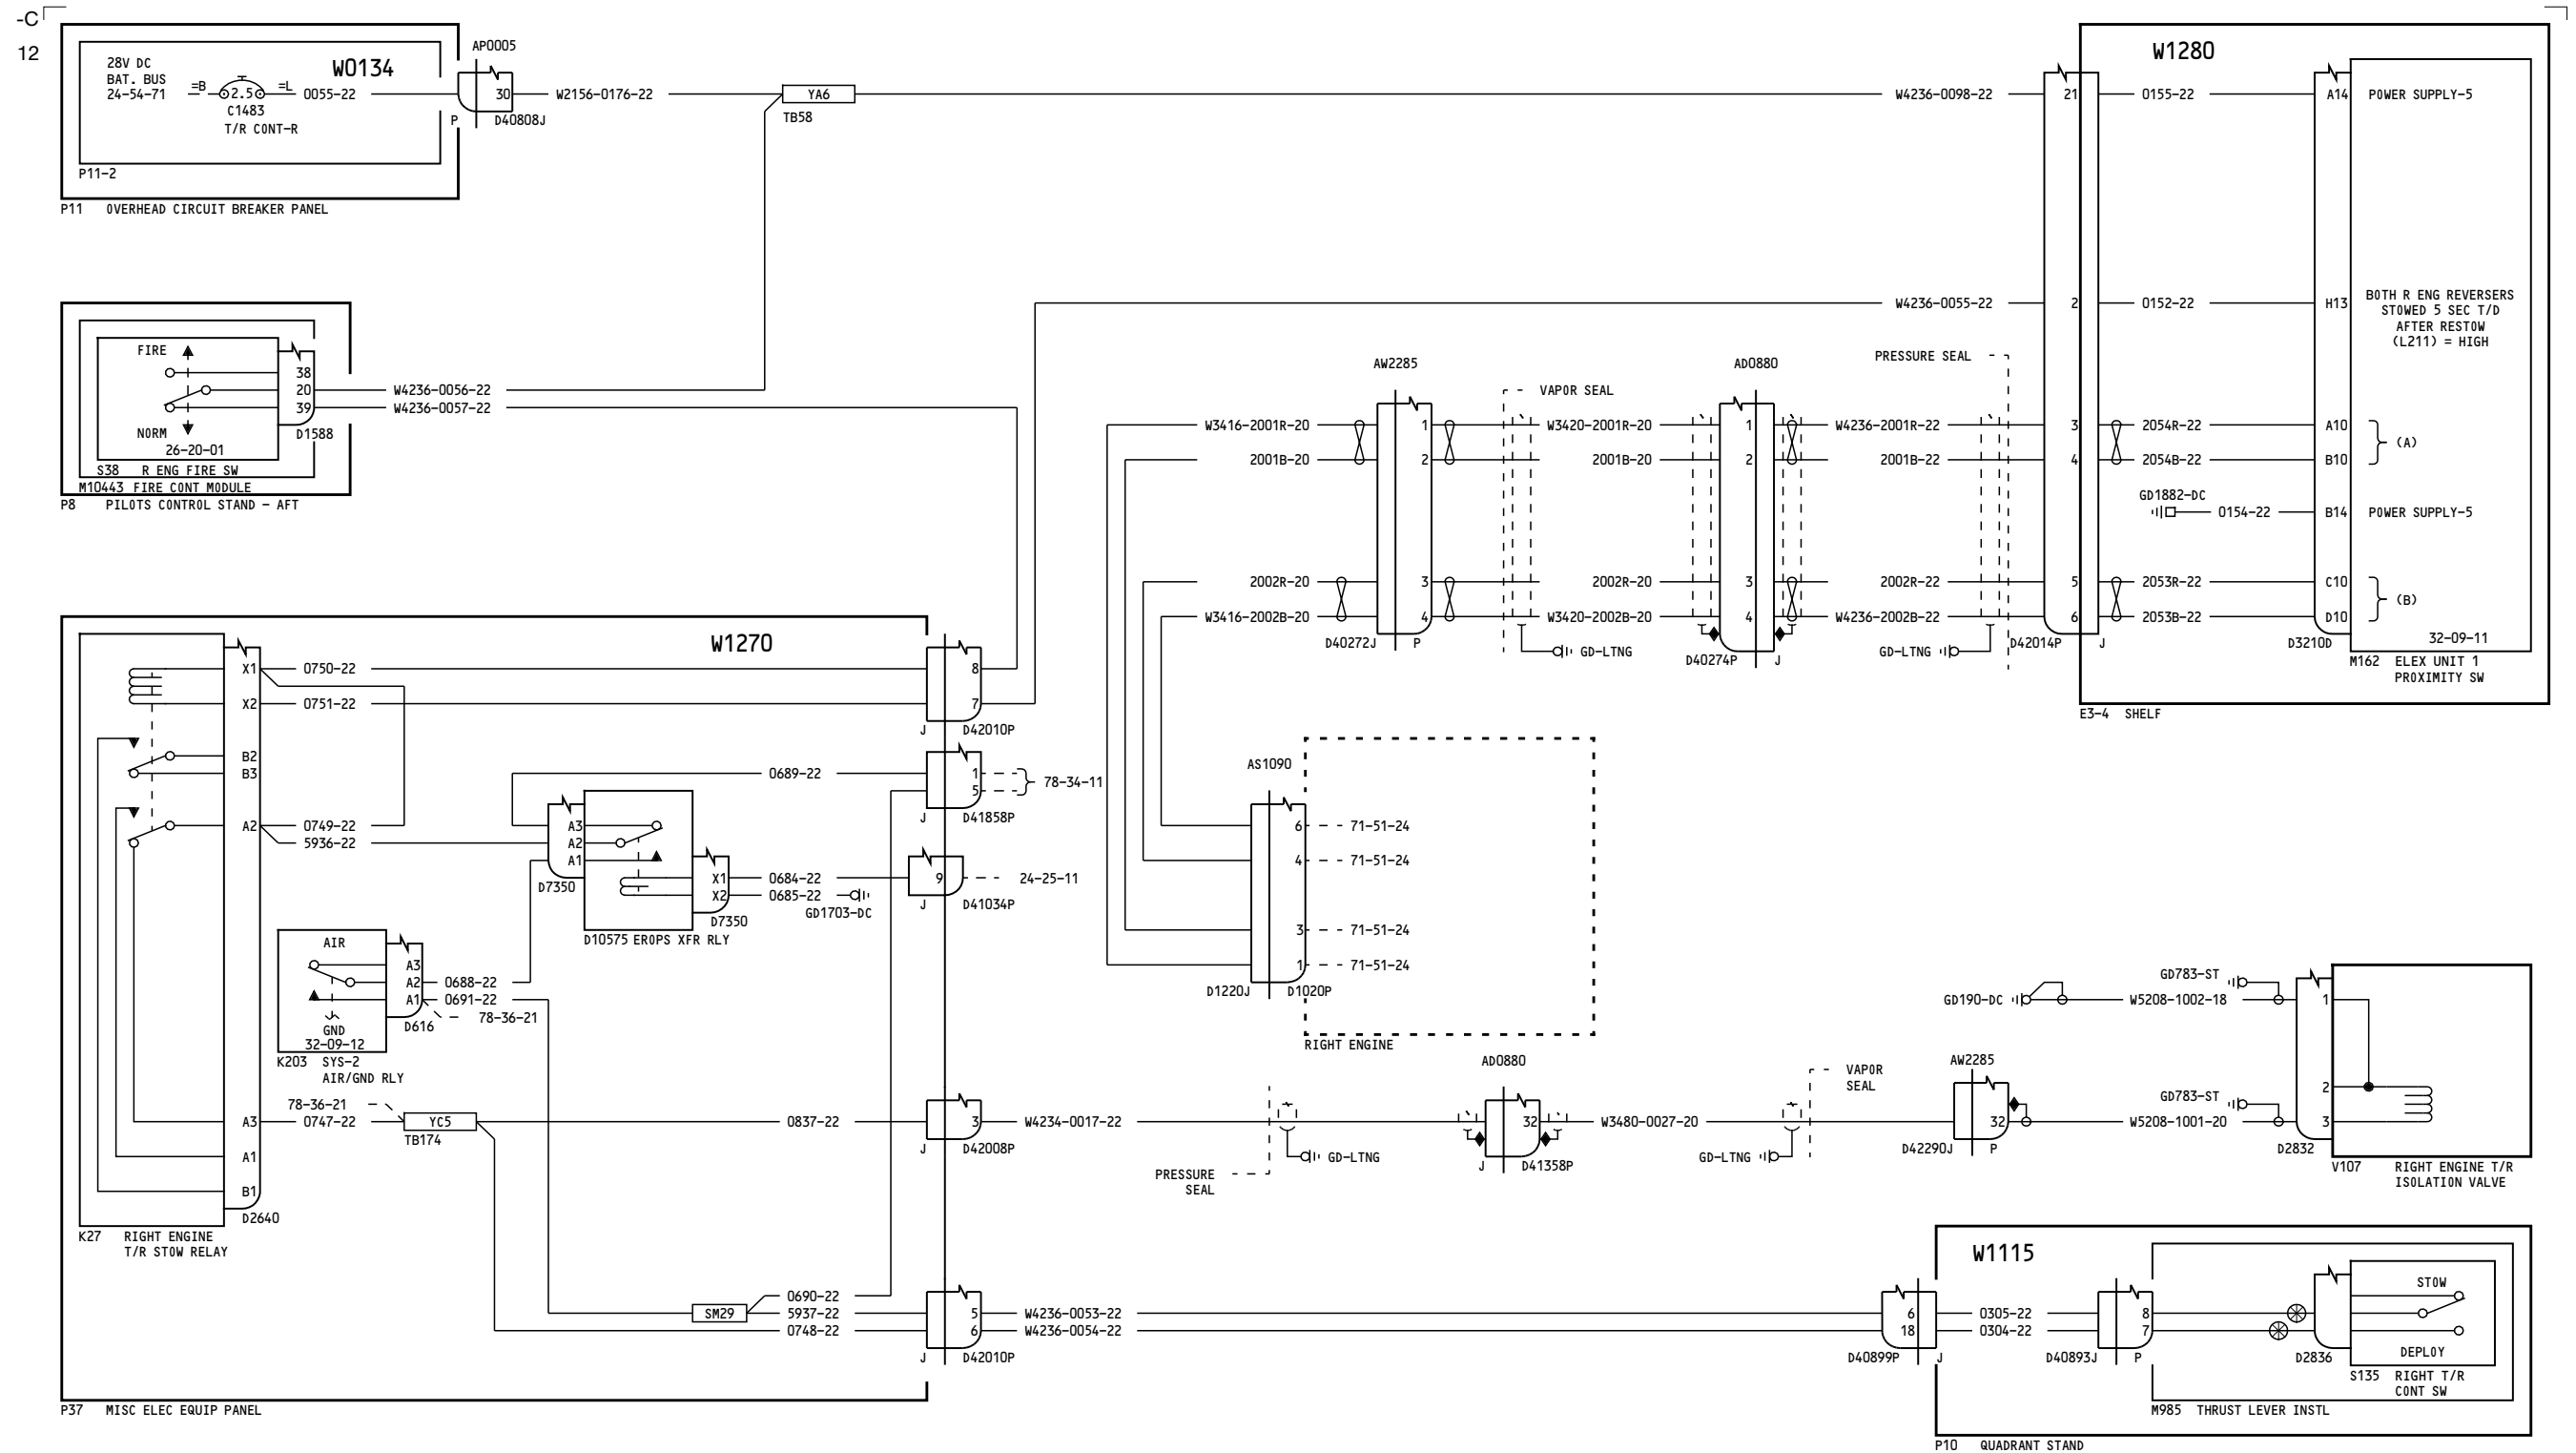 -C
12
28V DC
BAT. BUS
24-54-71
=B
2.5
=L
C1483
T/R CONT-R
W0134
0055-22
P11-2
P11 OVERHEAD CIRCUIT BREAKER PANEL
AP0005
30
P
D40808J
W2156-0176-22
YA6
TB58
W4236-0098-22
21
W1280
0155-22
A14
POWER SUPPLY-5
FIRE
NORM
26-20-01
38
20
39
D1588
S38 R ENG FIRE SW
M10443 FIRE CONT MODULE
P8 PILOTS CONTROL STAND - AFT
W4236-0056-22
W4236-0057-22
W4236-0055-22
2
0152-22
H13
BOTH R ENG REVERSERS
STOWED 5 SEC T/D
AFTER RESTOW
(L211) = HIGH
AW2285
VAPOR SEAL
AD0880
PRESSURE SEAL
W3416-2001R-20
1
W3420-2001R-20
1
W4236-2001R-22
3
2054R-22
A10
(A)
2001B-20
2
2001B-20
2
2001B-22
4
2054B-22
B10
GD1882-DC
0154-22
B14
POWER SUPPLY-5
2002R-20
3
2002R-20
3
2002R-22
5
2053R-22
C10
(B)
W3416-2002B-20
4
W3420-2002B-20
4
W4236-2002B-22
6
2053B-22
D10
D40272J
P
GD-LTNG
D40274P
J
GD-LTNG
D42014P
J
D3210D
32-09-11
M162 ELEX UNIT 1
PROXIMITY SW
E3-4 SHELF
W1270
X1
0750-22
8
X2
0751-22
7
J
D42010P
B2
B3
0689-22
1
5
78-34-11
J
D41858P
A2
0749-22
5936-22
A3
A2
A1
D7350
X1
X2
D7350
0684-22
0685-22
GD1703-DC
9
24-25-11
J
D41034P
D10575 EROPS XFR RLY
AIR
GND
32-09-12
A3
A2
A1
D616
0688-22
0691-22
78-36-21
K203 SYS-2
AIR/GND RLY
78-36-21
A3
0747-22
YC5
TB174
0837-22
3
J
D42008P
W4234-0017-22
A1
B1
D2640
K27 RIGHT ENGINE
T/R STOW RELAY
SM29
0690-22
5937-22
0748-22
5
6
J
D42010P
W4236-0053-22
W4236-0054-22
P37 MISC ELEC EQUIP PANEL
AS1090
6
71-51-24
4
71-51-24
3
71-51-24
1
71-51-24
D1220J
D1020P
RIGHT ENGINE
PRESSURE
SEAL
GD-LTNG
AD0880
32
J
D41358P
W3480-0027-20
GD-LTNG
VAPOR
SEAL
AW2285
32
D42290J
P
GD190-DC
W5208-1002-18
GD783-ST
1
2
GD783-ST
W5208-1001-20
3
D2832
V107 RIGHT ENGINE T/R
ISOLATION VALVE
W1115
6
18
D40899P
J
0305-22
0304-22
8
7
D40893J
P
D2836
STOW
DEPLOY
S135 RIGHT T/R
CONT SW
M985 THRUST LEVER INSTL
P10 QUADRANT STAND